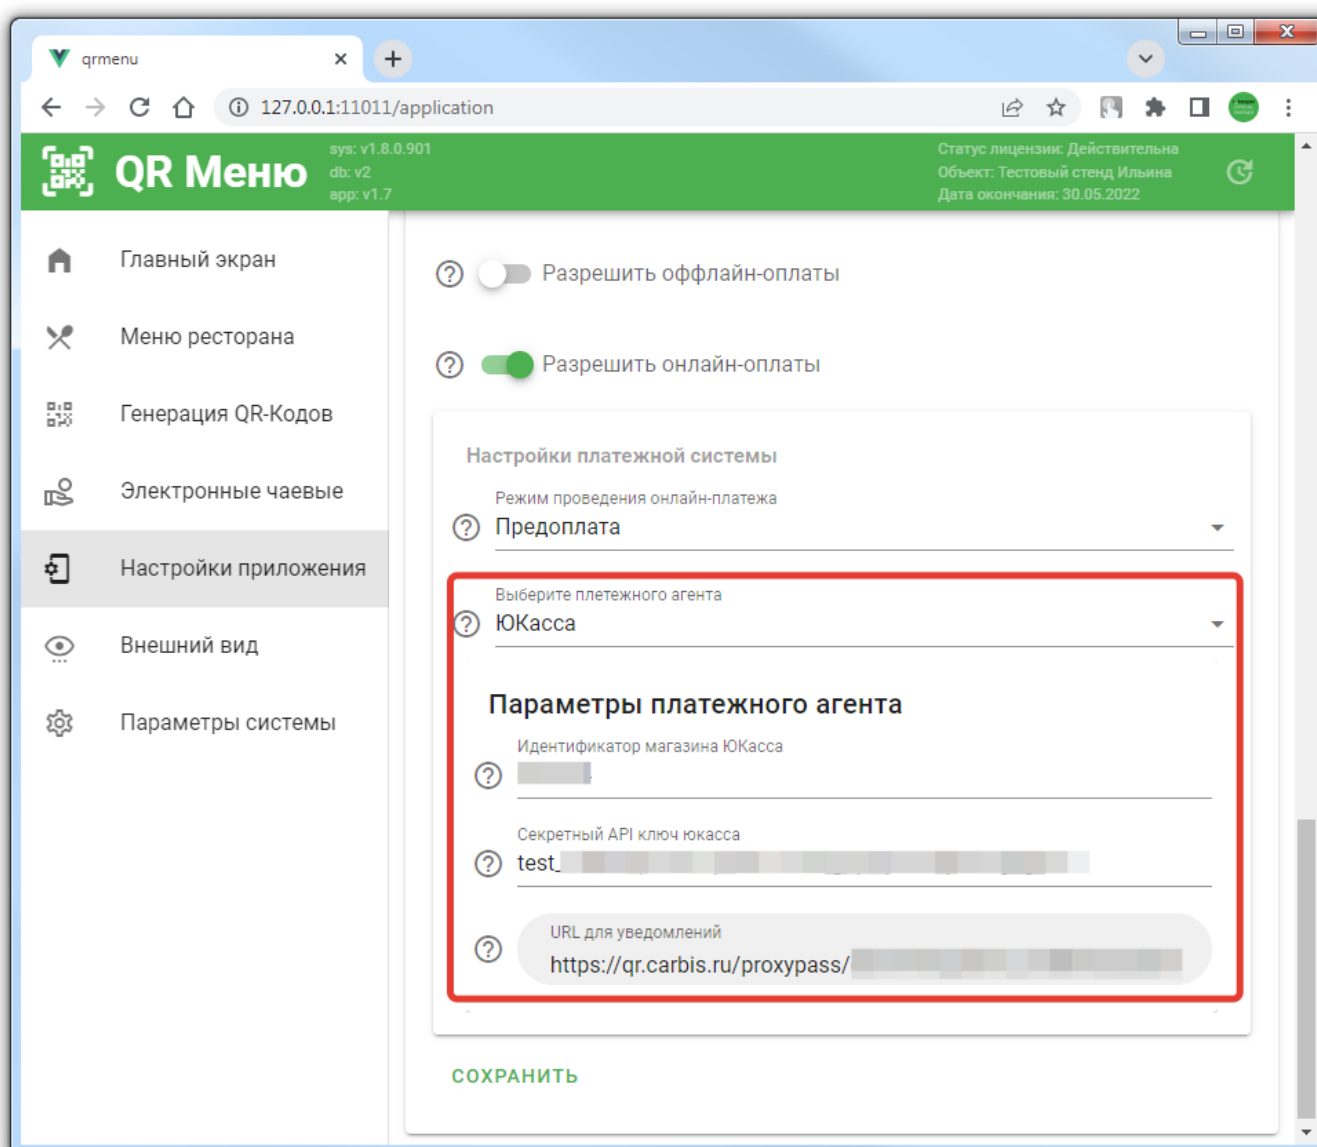 qrmenu
127.0.0.1:11011/application
QR Меню
sys: v1.8.0.901
db: v2
app: v1.7
Статус лицензии: Действительна
Объект: Тестовый стенд Ильина
Дата окончания: 30.05.2022
Главный экран
Меню ресторана
Генерация QR-Кодов
Электронные чаевые
Настройки приложения
Внешний вид
Параметры системы
Разрешить оффлайн-оплаты
Разрешить онлайн-оплаты
Настройки платежной системы
Режим проведения онлайн-платежа
Предоплата
Выберите плетежного агента
ЮКасса
Параметры платежного агента
Идентификатор магазина ЮКасса
Секретный API ключ юкасса
test_
URL для уведомлений
https://qr.carbis.ru/proxypass/
СОХРАНИТЬ